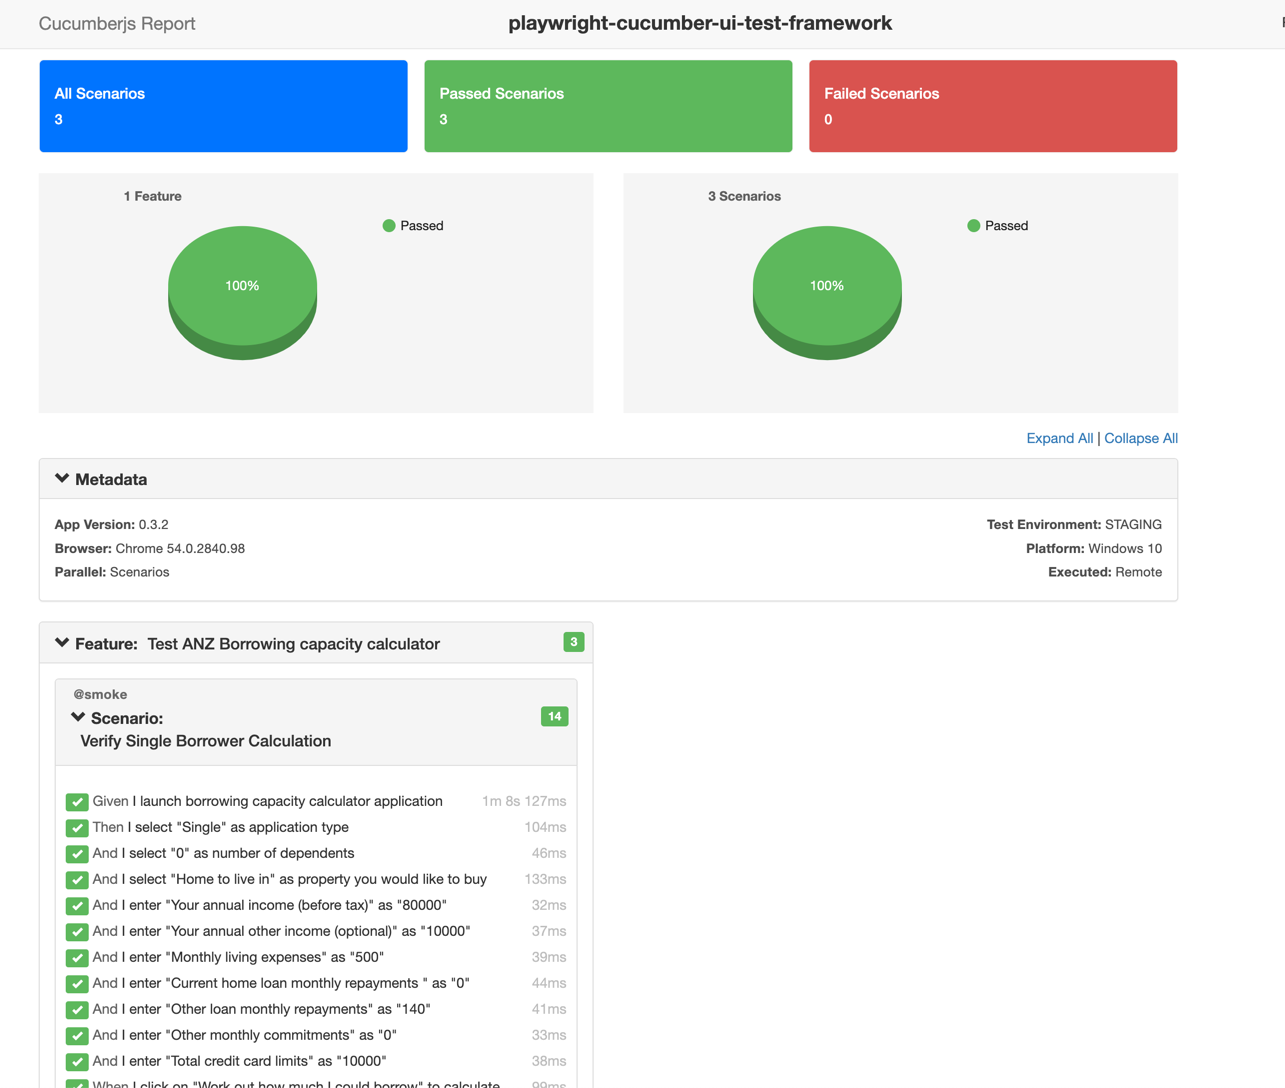 Cucumberjs Report
playwright-cucumber-ui-test-framework
All Scenarios
3
Passed Scenarios
3
Failed Scenarios
0
1 Feature
Passed
100%
3 Scenarios
Passed
100%
Expand All | Collapse All
Metadata
App Version: 0.3.2
Test Environment: STAGING
Browser: Chrome 54.0.2840.98
Platform: Windows 10
Parallel: Scenarios
Executed: Remote
Feature: Test ANZ Borrowing capacity calculator 3
@smoke
Scenario: 14
Verify Single Borrower Calculation
Given I launch borrowing capacity calculator application 1m 8s 127ms
Then I select "Single" as application type 104ms
And I select "0" as number of dependents 46ms
And I select "Home to live in" as property you would like to buy 133ms
And I enter "Your annual income (before tax)" as "80000" 32ms
And I enter "Your annual other income (optional)" as "10000" 37ms
And I enter "Monthly living expenses" as "500" 39ms
And I enter "Current home loan monthly repayments " as "0" 44ms
And I enter "Other loan monthly repayments" as "140" 41ms
And I enter "Other monthly commitments" as "0" 33ms
And I enter "Total credit card limits" as "10000" 38ms
When I click on "Work out how much I could borrow" to calculate 99ms